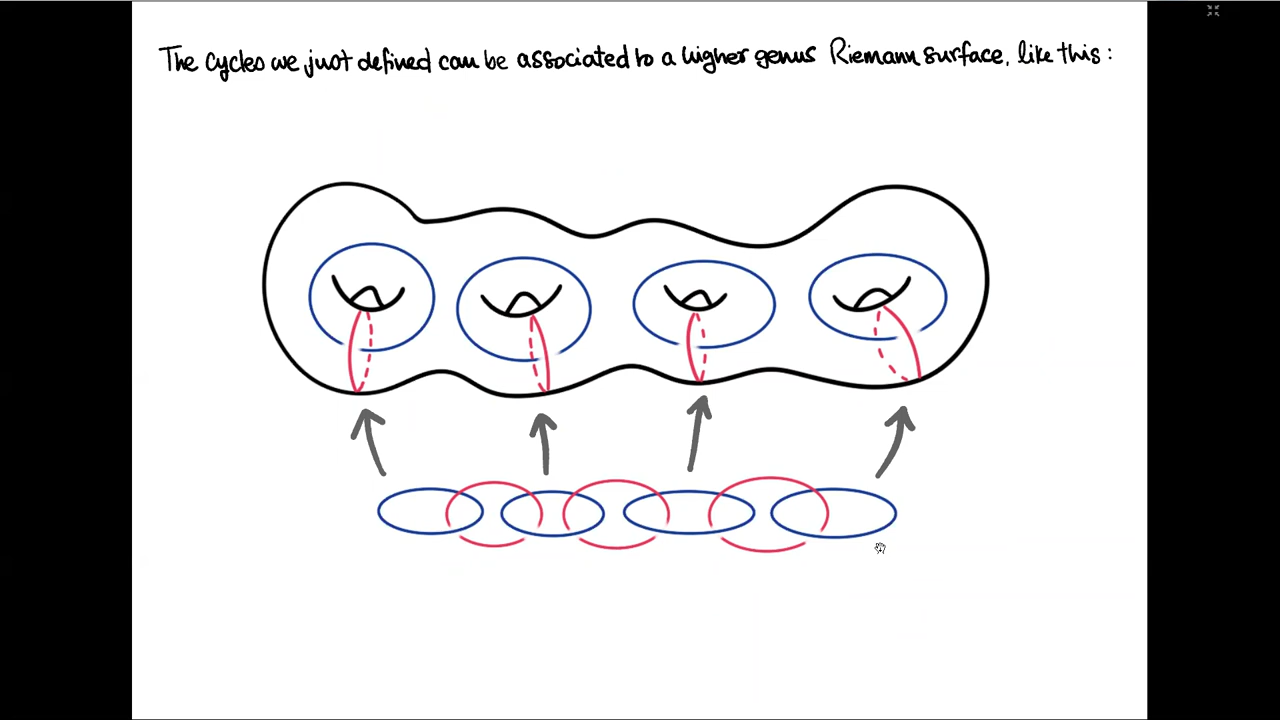 The cycles we just defined can be associated to a higher genus Riemann surface, like this: